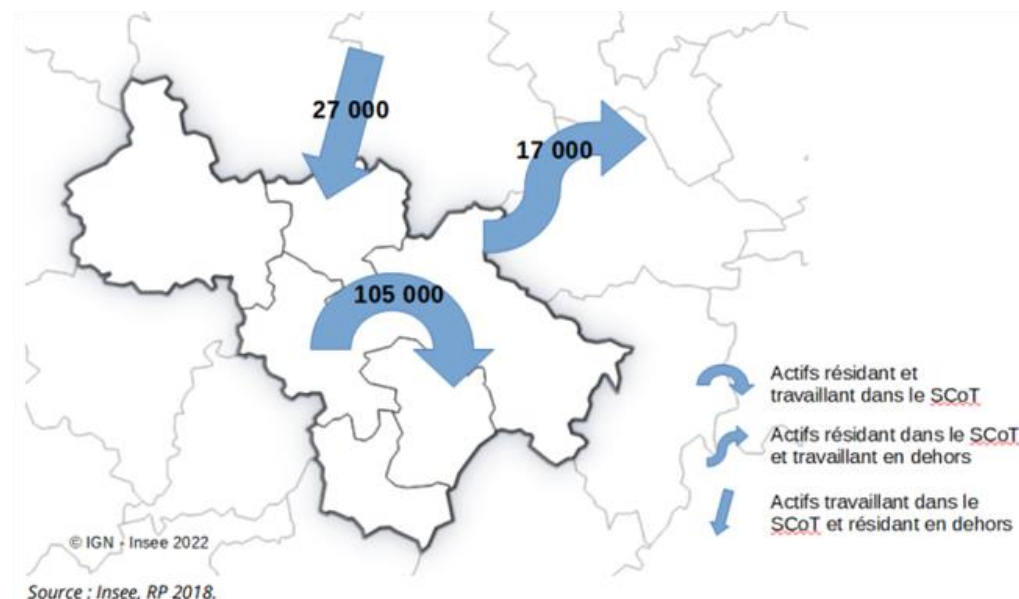 27 000
17 000
105 000
Actifs résidant et
travaillant dans le SCoT
Actifs résidant dans le SCoT
et travaillant en dehors
Actifs travaillant dans le
SCoT et résidant en dehors
© IGN - Insee 2022
Source : Insee, RP 2018.